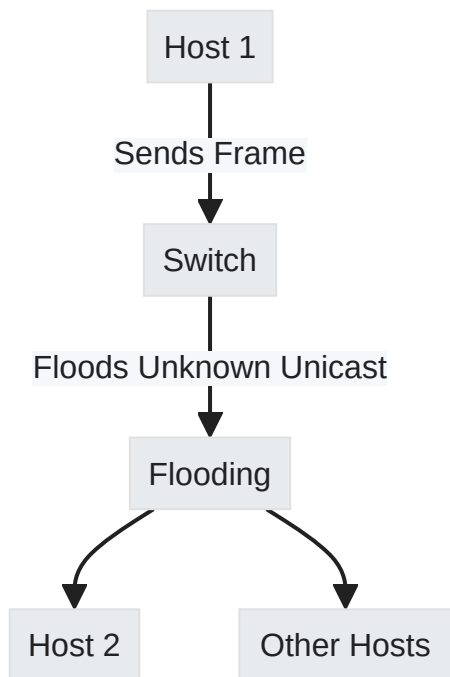 Host 1
Sends Frame
Switch
Floods Unknown Unicast
Flooding
Host 2
Other Hosts